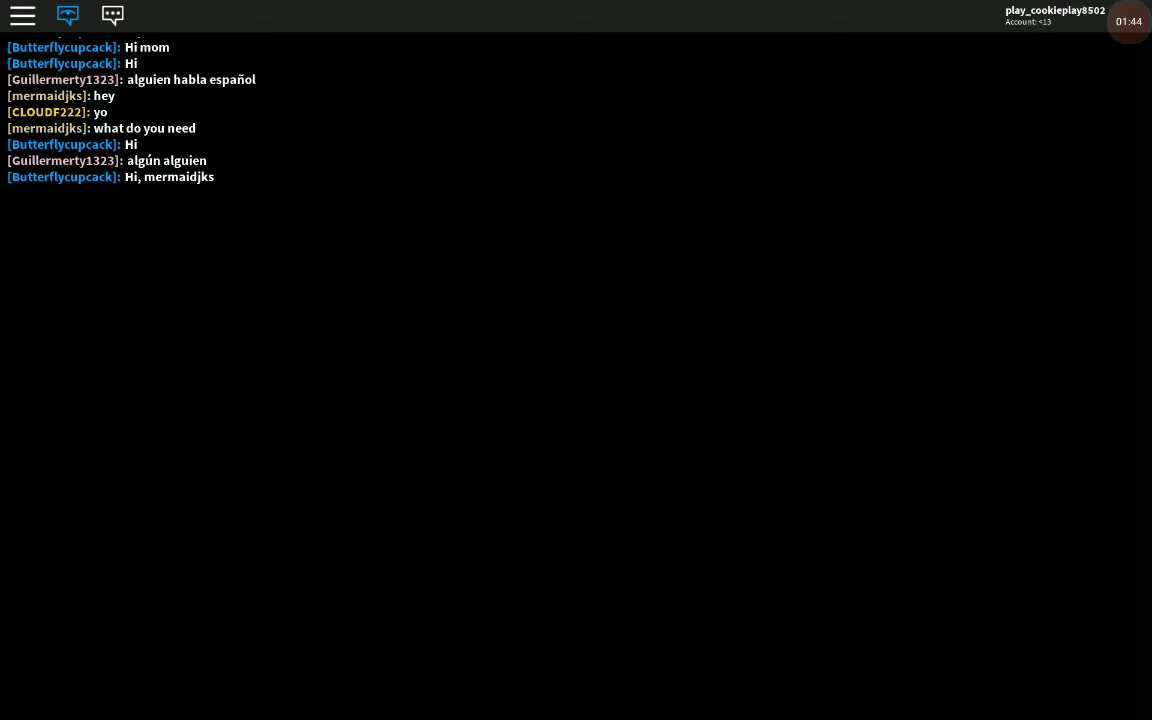 play_cookieplay8502
Account: <13
01:44
[Butterflycupcack]: Hi mom
[Butterflycupcack]: Hi
[Guillermerty1323]: alguien habla español
[mermaidjks]: hey
[CLOUDF222]: yo
[mermaidjks]: what do you need
[Butterflycupcack]: Hi
[Guillermerty1323]: algún alguien
[Butterflycupcack]: Hi, mermaidjks